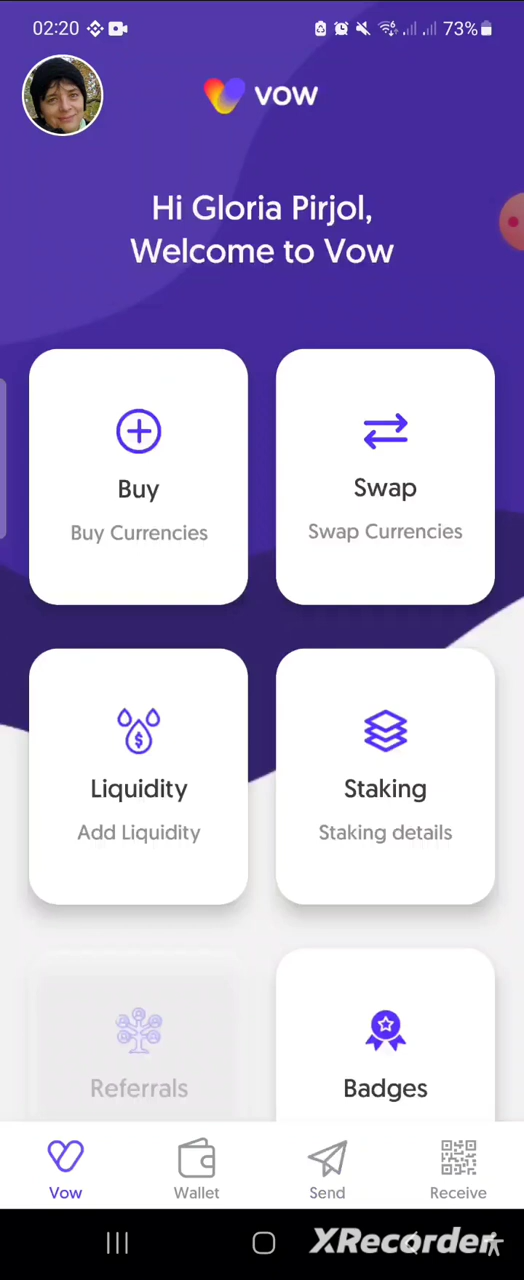 02:20
73%
vow
Hi Gloria Pirjol,
Welcome to Vow
Buy
Buy Currencies
Swap
Swap Currencies
Liquidity
Add Liquidity
Staking
Staking details
Referrals
Badges
Vow
Wallet
Send
Receive
XRecorder